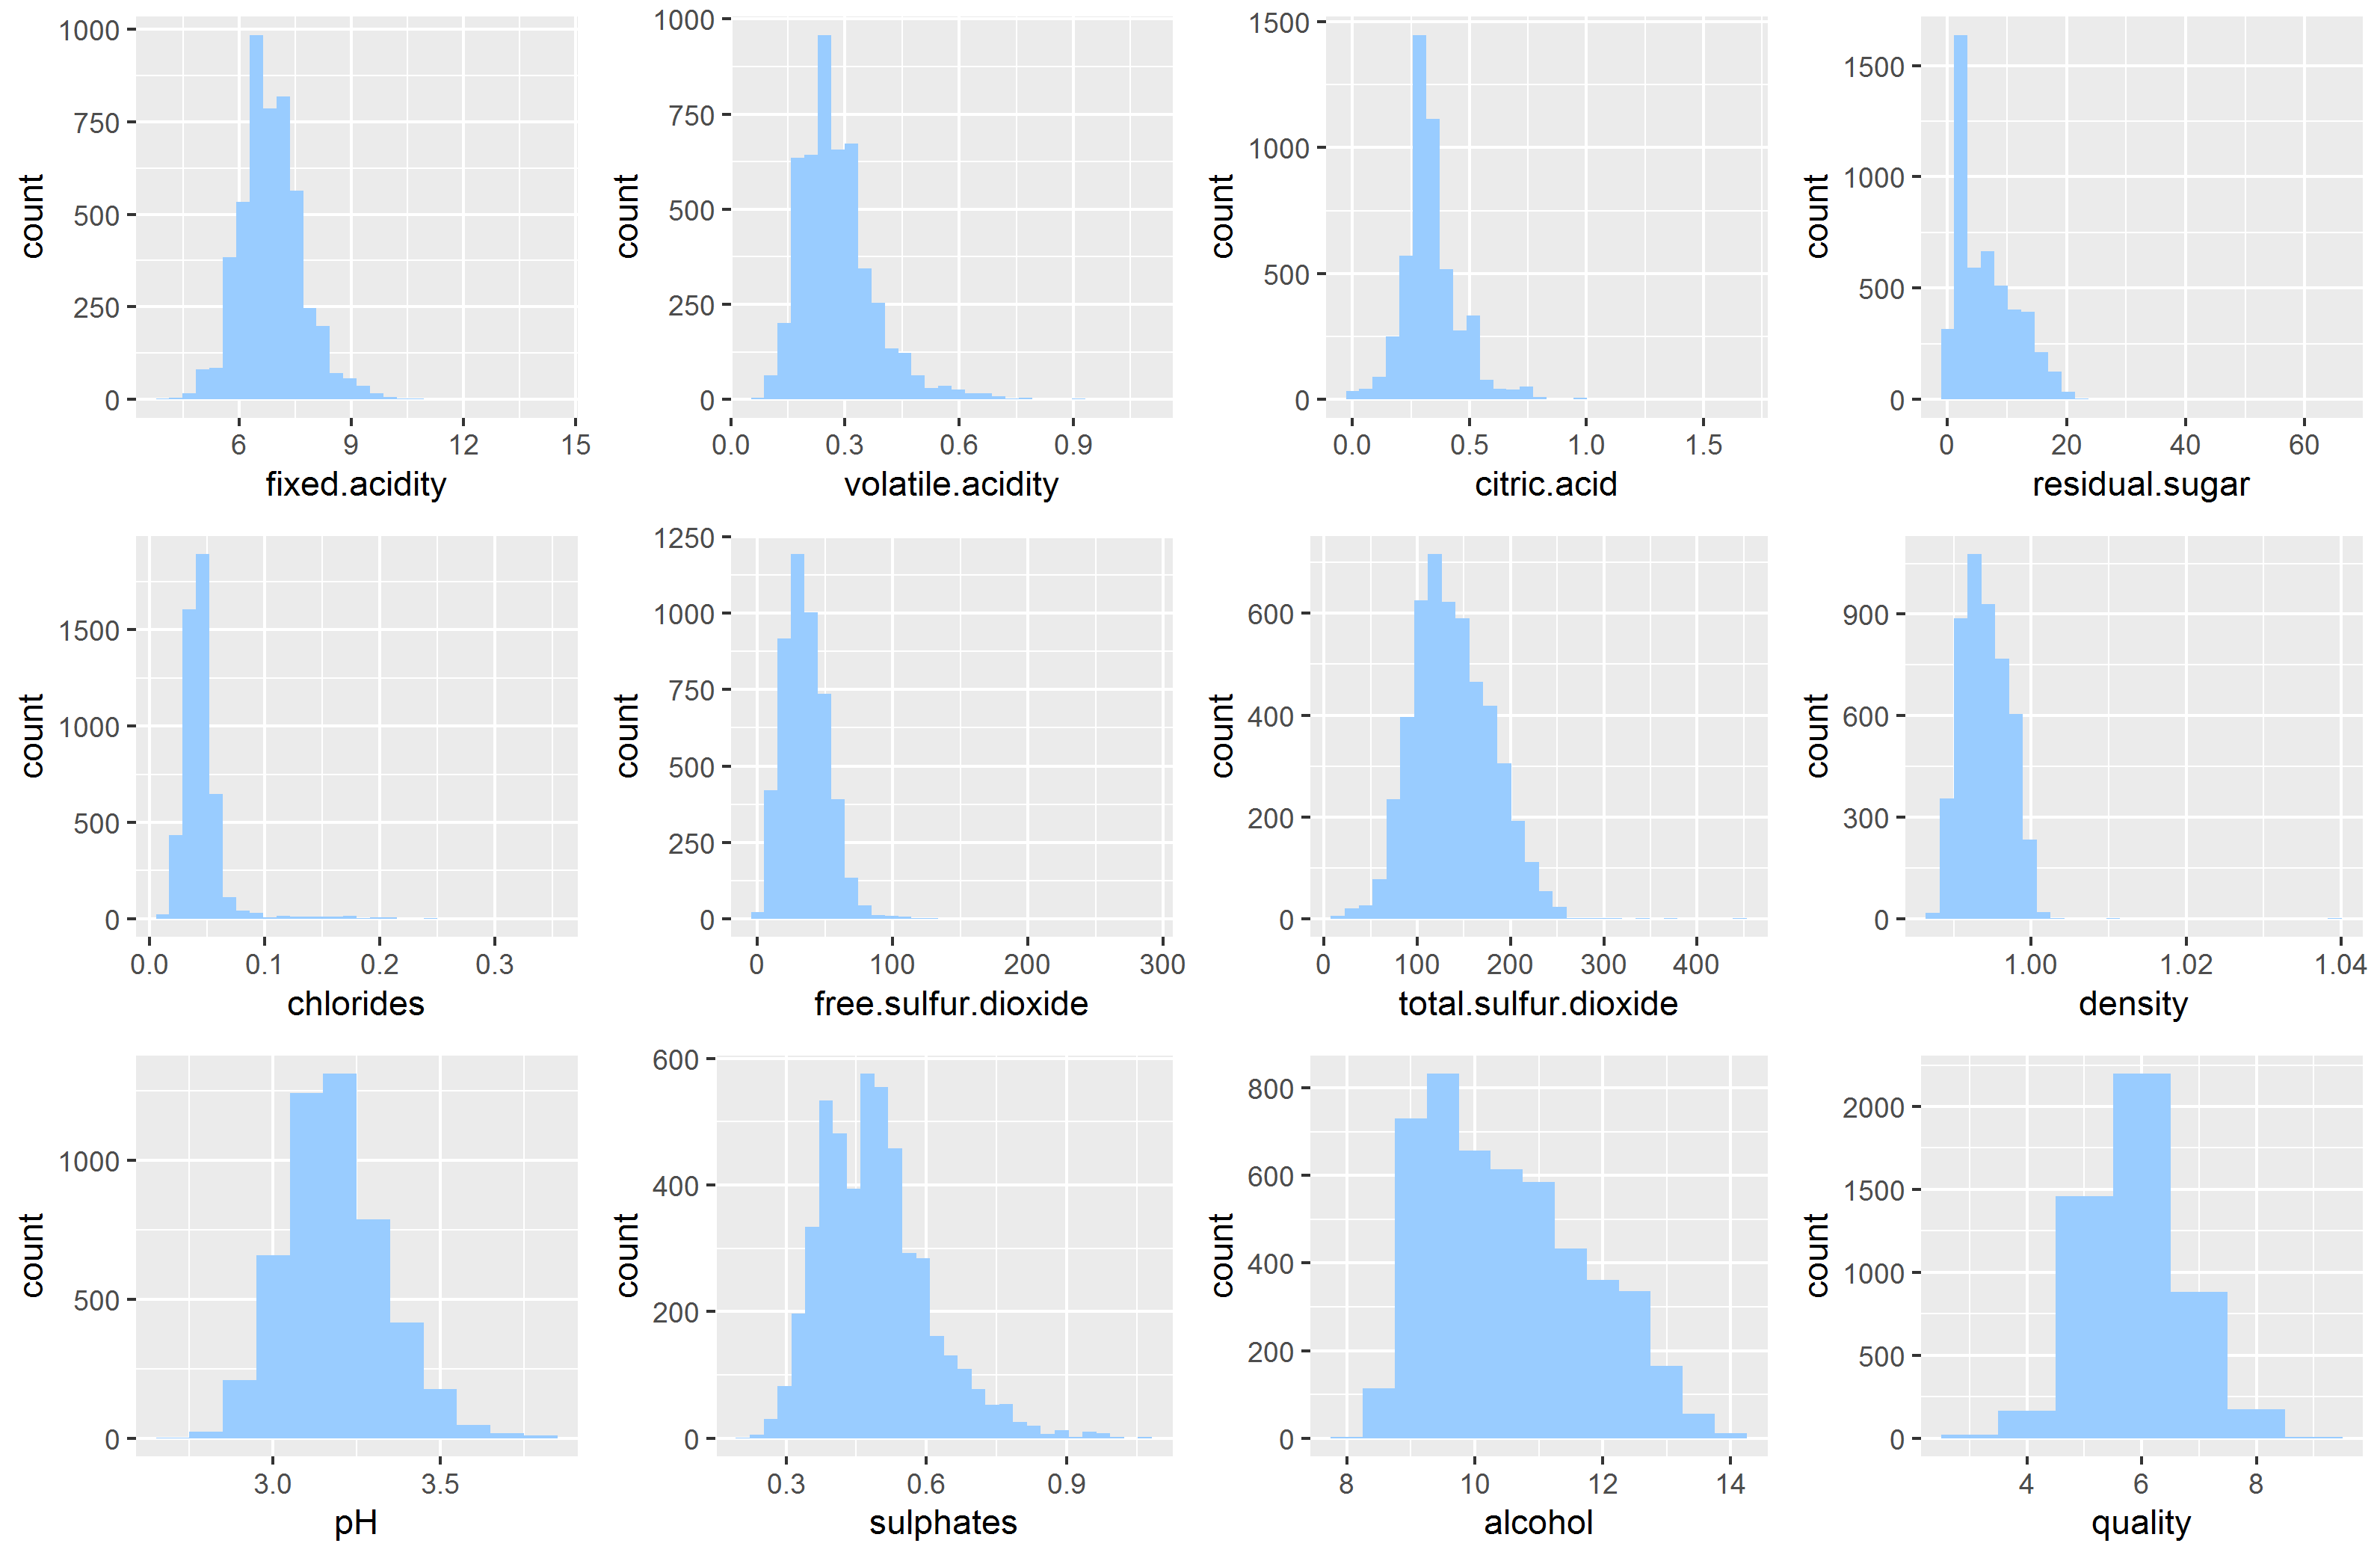 1000
750
500
250
0
count
6 9 12 15
fixed.acidity
1000
750
500
250
0
count
0.0 0.3 0.6 0.9
volatile.acidity
1500
1000
500
0
count
0.0 0.5 1.0 1.5
citric.acid
1500
1000
500
0
count
0 20 40 60
residual.sugar
1500
1000
500
0
count
0.0 0.1 0.2 0.3
chlorides
1250
1000
750
500
250
0
count
0 100 200 300
free.sulfur.dioxide
600
400
200
0
count
0 100 200 300 400
total.sulfur.dioxide
900
600
300
0
count
1.00 1.02 1.04
density
1000
500
0
count
3.0 3.5
pH
600
400
200
0
count
0.3 0.6 0.9
sulphates
800
600
400
200
0
count
8 10 12 14
alcohol
2000
1500
1000
500
0
count
4 6 8
quality